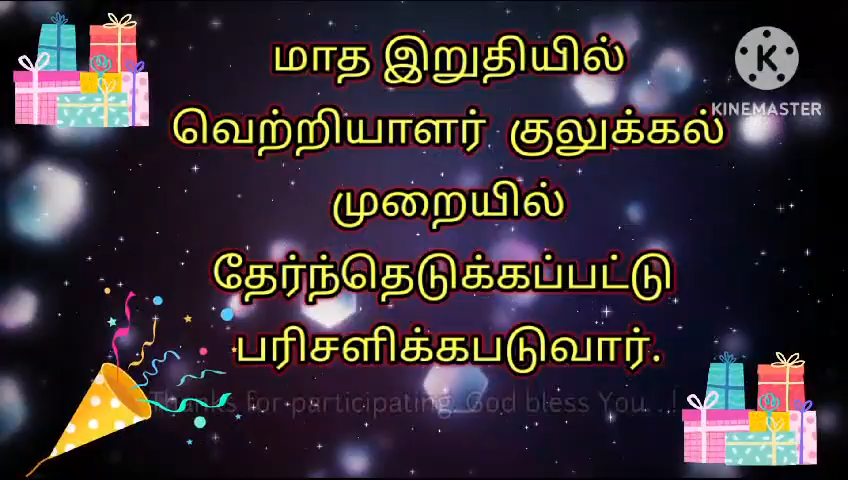 மாத இறுதியில்
KINEMASTER
வெற்றியாளர் குலுக்கல்
முறையில்
தேர்ந்தெடுக்கப்பட்டு
பரிசளிக்கபடுவார்.
Thanks for participating. God bless You...!